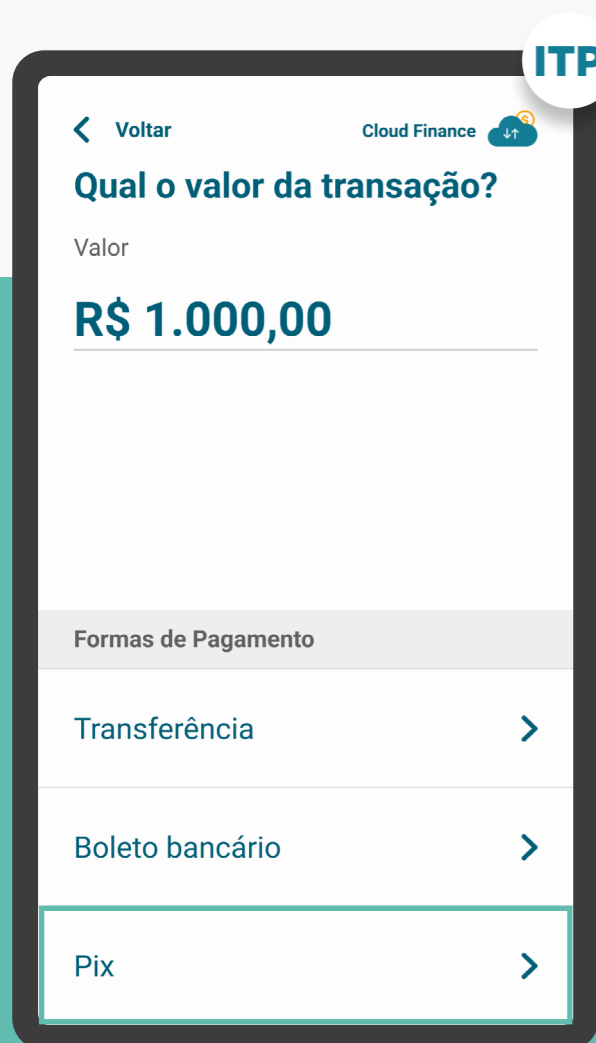 ITP
Voltar
Cloud Finance
$
Qual o valor da transação?
Valor
R$ 1.000,00
Formas de Pagamento
Transferência
Boleto bancário
Pix